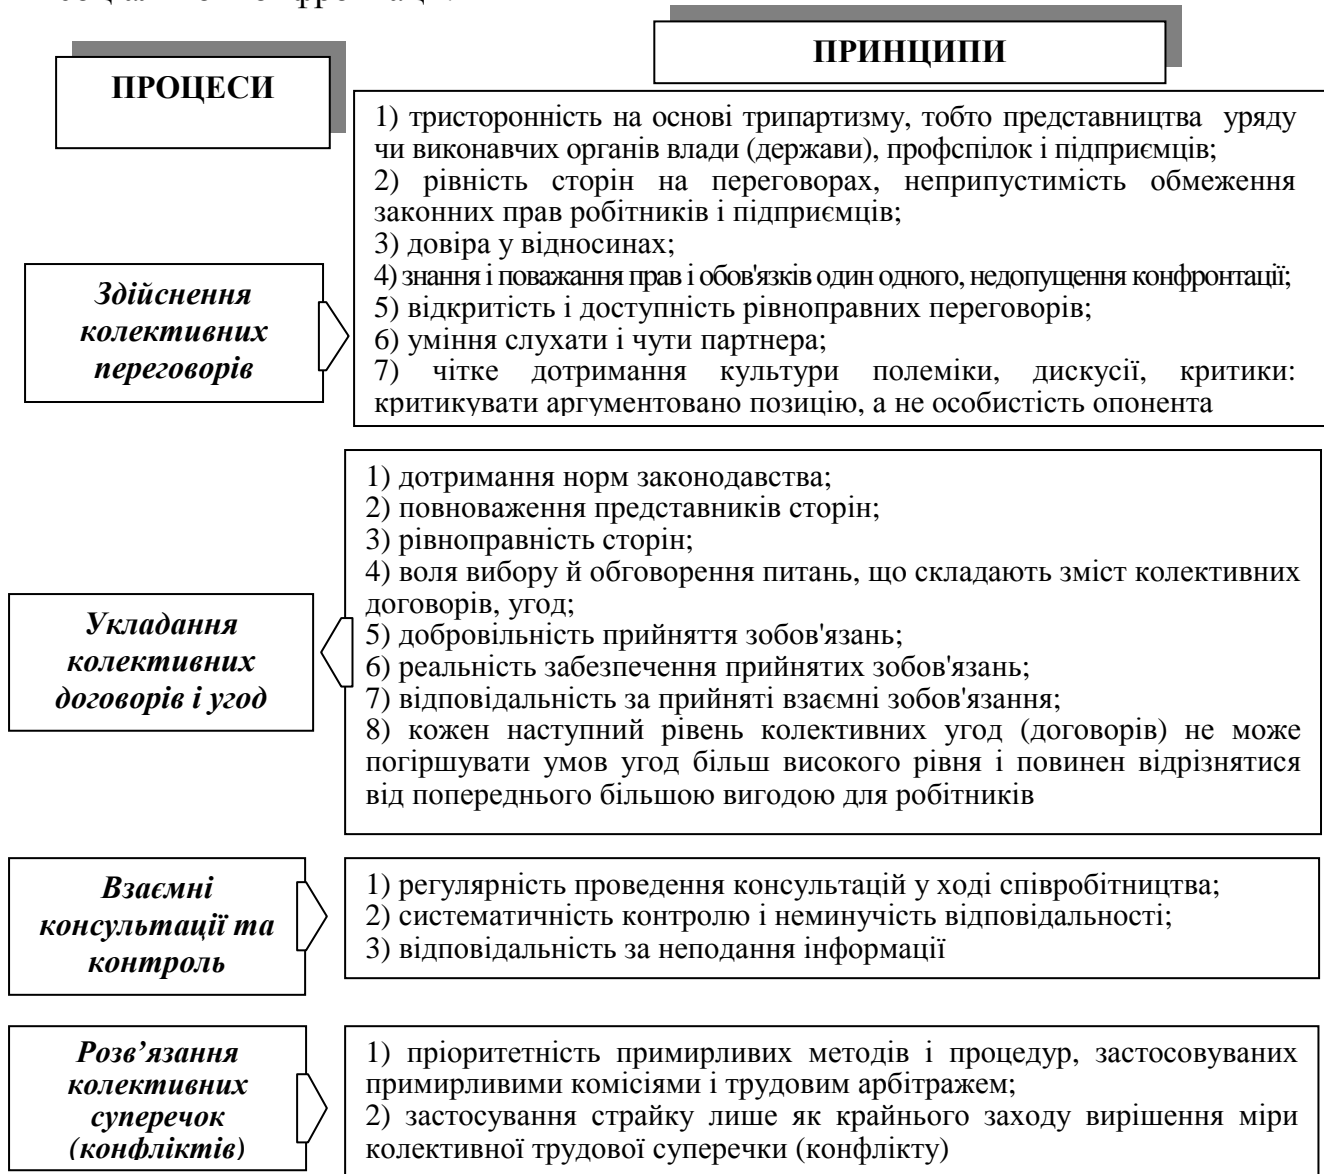 ПРОЦЕСИ
ПРИНЦИПИ
Здійснення
колективних
переговорів
1) тристоронність на основі трипартизму, тобто представництва уряду
чи виконавчих органів влади (держави), профспілок і підприємців;
2) рівність сторін на переговорах, неприпустимість обмеження
законних прав робітників і підприємців;
3) довіра у відносинах;
4) знання і поважання прав і обов'язків один одного, недопущення конфронтації;
5) відкритість і доступність рівноправних переговорів;
6) уміння слухати і чути партнера;
7) чітке дотримання культури полеміки, дискусії, критики:
критикувати аргументовано позицію, а не особистість опонента
Укладання
колективних
договорів і угод
1) дотримання норм законодавства;
2) повноваження представників сторін;
3) рівноправність сторін;
4) воля вибору й обговорення питань, що складають зміст колективних
договорів, угод;
5) добровільність прийняття зобов'язань;
6) реальність забезпечення прийнятих зобов'язань;
7) відповідальність за прийняті взаємні зобов'язання;
8) кожен наступний рівень колективних угод (договорів) не може
погіршувати умов угод більш високого рівня і повинен відрізнятися
від попереднього більшою вигодою для робітників
Взаємні
консультації та
контроль
1) регулярність проведення консультацій у ході співробітництва;
2) систематичність контролю і неминучість відповідальності;
3) відповідальність за неподання інформації
Розв’язання
колективних
суперечок
(конфліктів)
1) пріоритетність примирливих методів і процедур, застосовуваних
примирливими комісіями і трудовим арбітражем;
2) застосування страйку лише як крайнього заходу вирішення міри
колективної трудової суперечки (конфлікту)